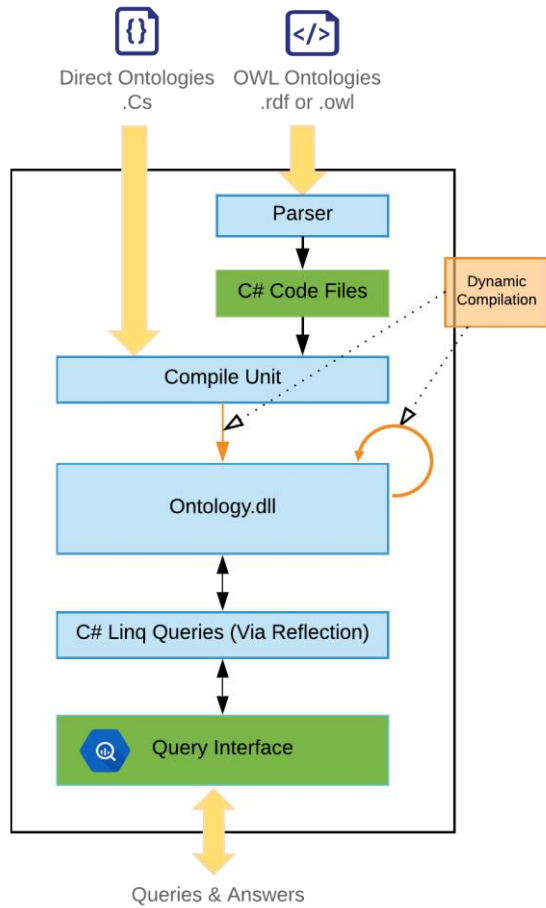 {}
</>
Direct Ontologies
.Cs
OWL Ontologies
.rdf or .owl
Parser
C# Code Files
Dynamic
Compilation
Compile Unit
Ontology.dll
C# Linq Queries (Via Reflection)
Query Interface
Queries & Answers